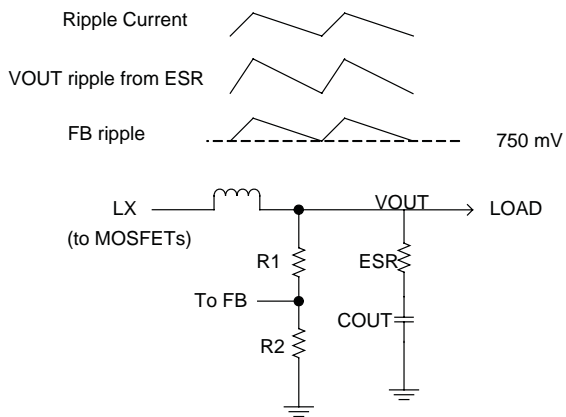 Ripple Current
VOUT ripple from ESR
FB ripple
750 mV
LX
VOUT
LOAD
(to MOSFETs)
R1
ESR
To FB
COUT
R2